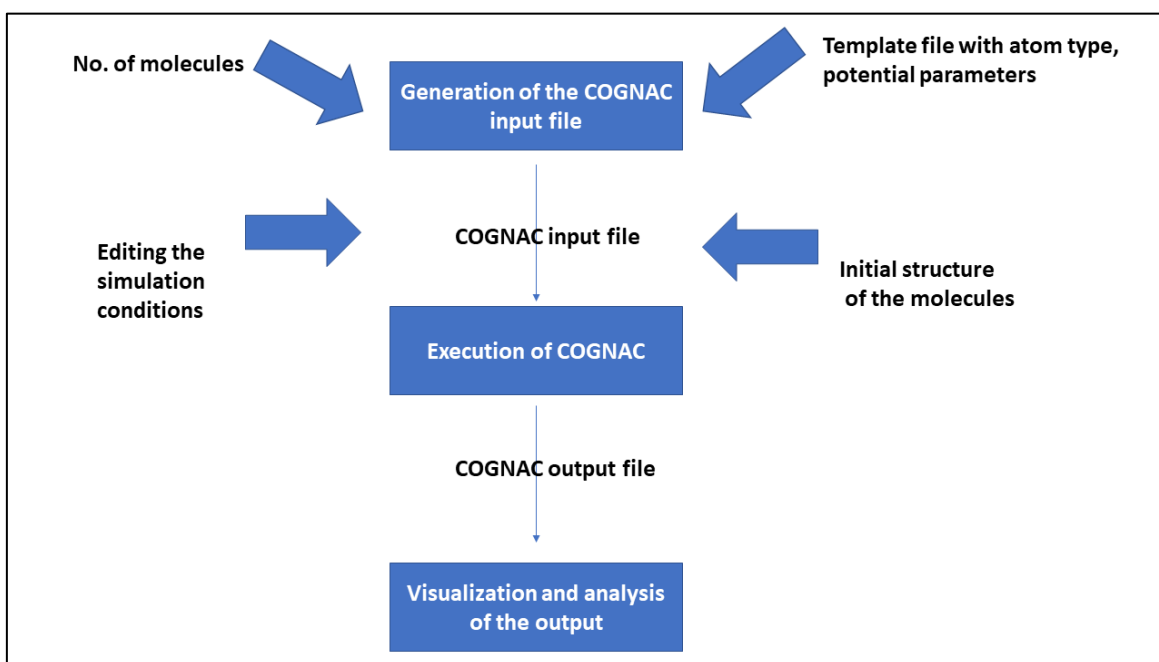 No. of molecules
Template file with atom type,
potential parameters
Generation of the COGNAC
input file
COGNAC input file
Editing the
simulation
conditions
Initial structure
of the molecules
Execution of COGNAC
COGNAC output file
Visualization and analysis
of the output